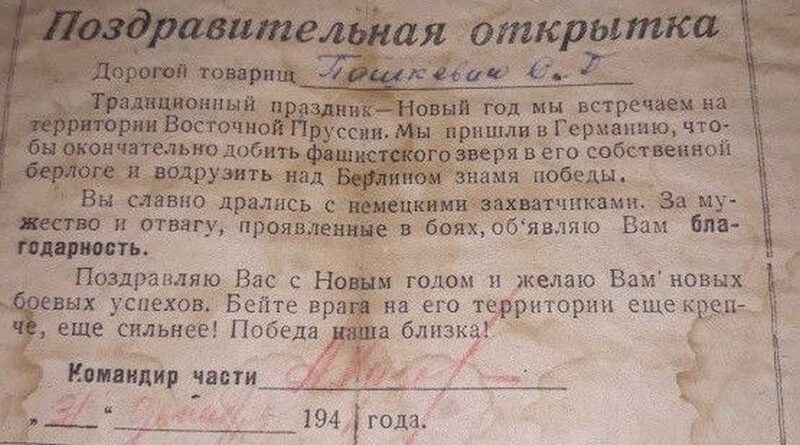 Поздравительная открытка
Дорогой товарищ Пашкевич
Традиционный праздник—Новый год мы встречаем на
территории Восточной Пруссии. Мы пришли в Германию, что-
бы окончательно добить фашистского зверя в его собственной
берлоге и водрузить над Берлином знамя победы.
Вы славно дрались с немецкими захватчиками. За му-
жество и отвагу, проявленные в боях, об'являю Вам бла-
годарность.
Поздравляю Вас с Новым годом и желаю Вам новых
боевых успехов. Бейте врага на его территории еще креп-
че, еще сильнее! Победа наша близка!
Командир части
„31“ декабря 194 года.